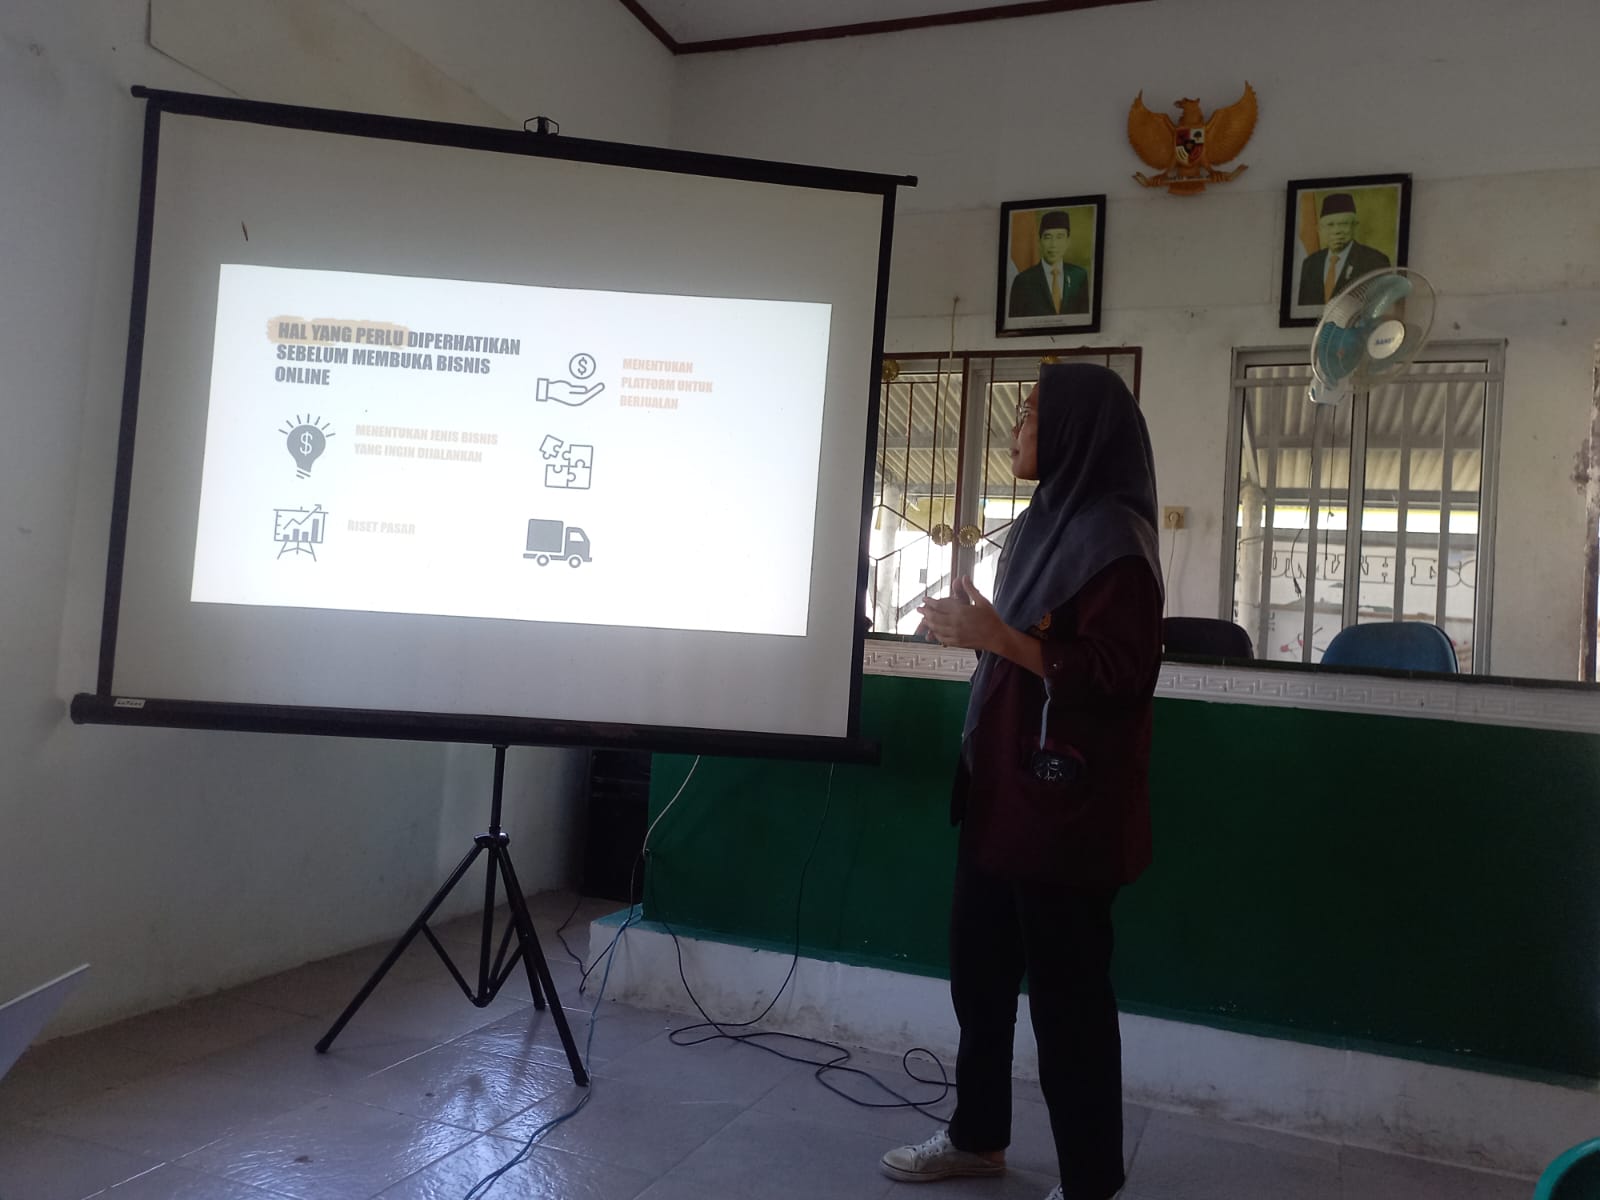 HAL YANG PERLU DIPERHATIKAN
SEBELUM MEMBUKA BISNIS
ONLINE
MENENTUKAN JENIS BISNIS
YANG INGIN DIJALANKAN
RISET PASAR
MENENTUKAN
PLATFORM UNTUK
BERJUALAN